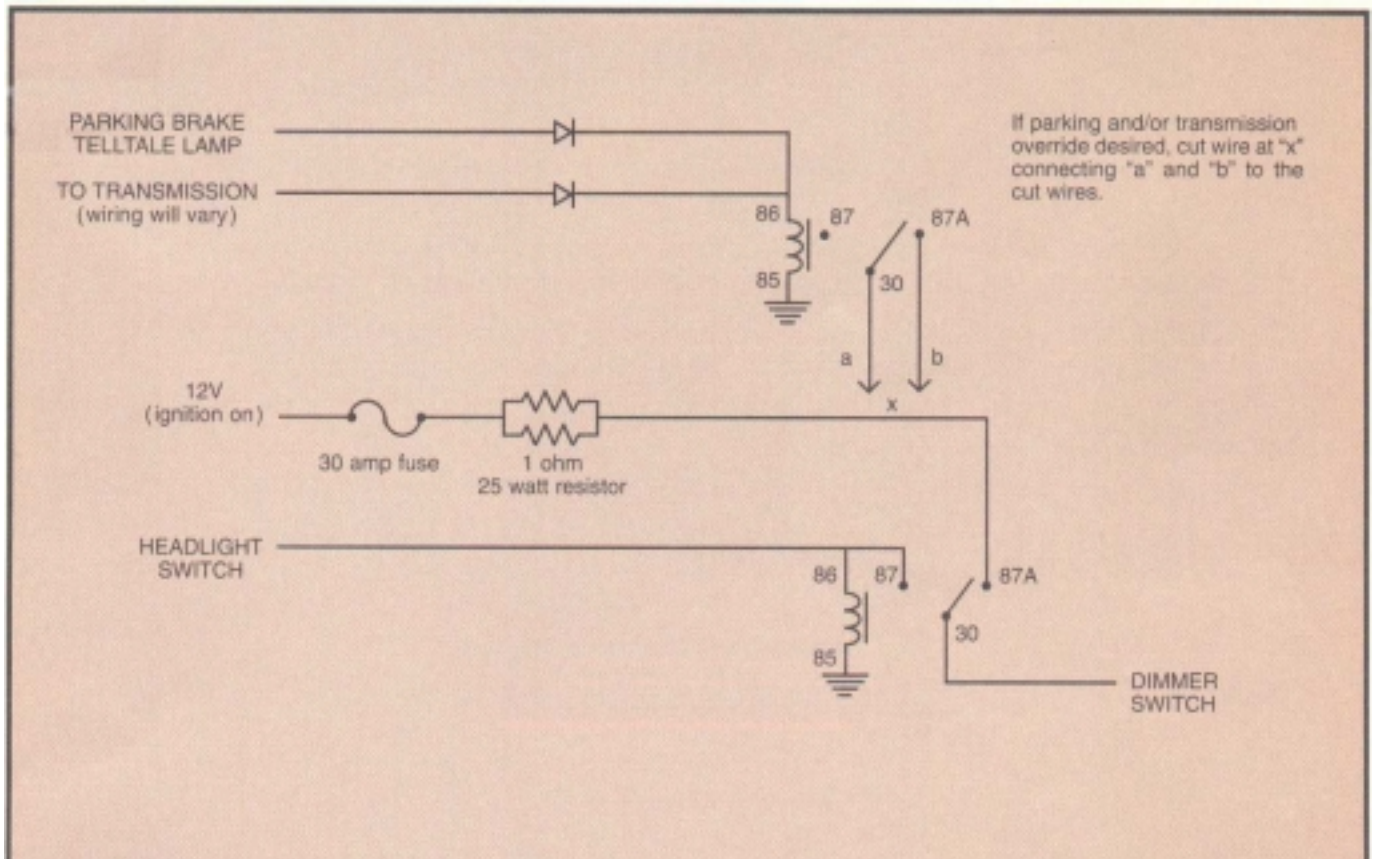 PARKING BRAKE
TELLTALE LAMP
If parking and/or transmission
override desired, cut wire at "x"
connecting "a" and "b" to the
cut wires.
TO TRANSMISSION
(wiring will vary)
86
87
87A
85
30
a
b
12V
(ignition on)
x
30 amp fuse
1 ohm
25 watt resistor
HEADLIGHT
SWITCH
86
87
87A
30
85
DIMMER
SWITCH